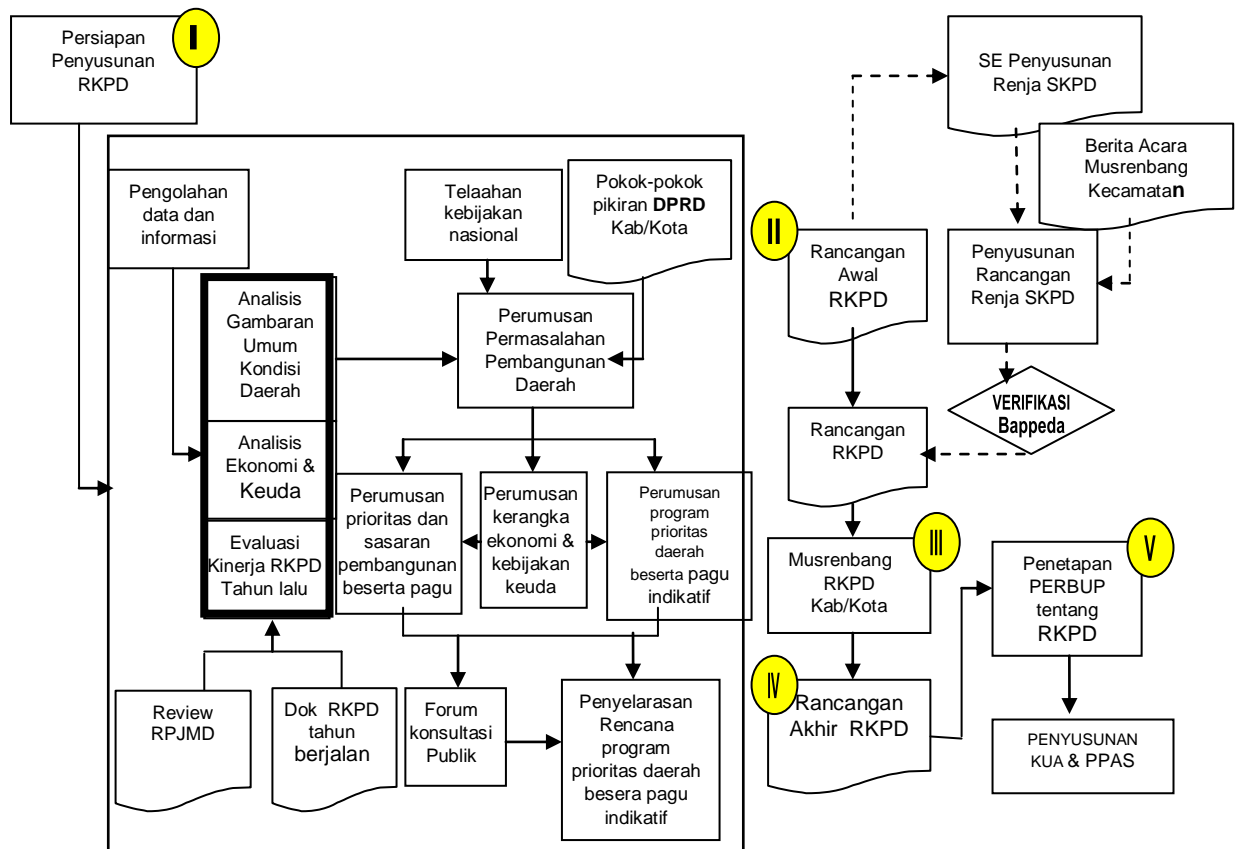 Persiapan
Penyusunan
RKPD
I
SE Penyusunan
Renja SKPD
Berita Acara
Musrenbang
Kecamatan
Pengolahan
data dan
informasi
Telaahan
kebijakan
nasional
Pokok-pokok
pikiran DPRD
Kab/Kota
II
Rancangan
Awal
RKPD
Penyusunan
Rancangan
Renja SKPD
Analisis
Gambaran
Umum
Kondisi
Daerah
Perumusan
Permasalahan
Pembangunan
Daerah
VERIFIKASI
Bappeda
Analisis
Ekonomi &
Keuda
Rancangan
RKPD
Evaluasi
Kinerja RKPD
Tahun lalu
Perumusan
prioritas dan
sasaran
pembangunan
beserta pagu
Perumusan
kerangka
ekonomi &
kebijakan
keuda
Perumusan
program
prioritas
daerah
beserta pagu
indikatif
Musrenbang
RKPD
Kab/Kota
III
Penetapan
PERBUP
tentang
RKPD
V
Review
RPJMD
Dok RKPD
tahun
berjalan
Forum
konsultasi
Publik
Penyelarasan
Rencana
program
prioritas daerah
besera pagu
indikatif
IV
Rancangan
Akhir RKPD
PENYUSUNAN
KUA & PPAS